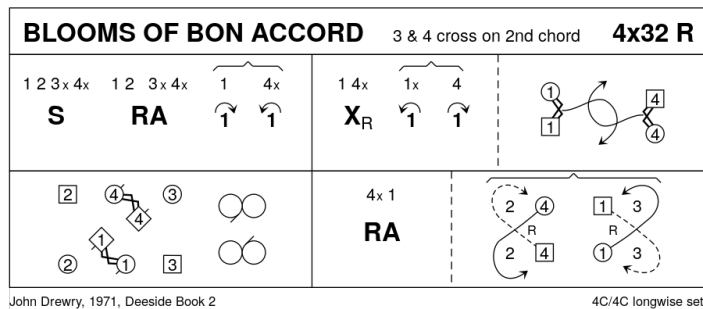 BLOOMS OF BON ACCORD 3 & 4 cross on 2nd chord 4x32 R
1 2 3x 4x 1 2 3x 4x 1 4x 1 4x 1x 4
S RA 1 1 XR 1 1
1 1 4 4
2 4 3 4 1
2 4 4 1 3
1 R R
2 1 3 RA 2 4 1 3
John Drewry, 1971, Deeside Book 2 4C/4C longwise set